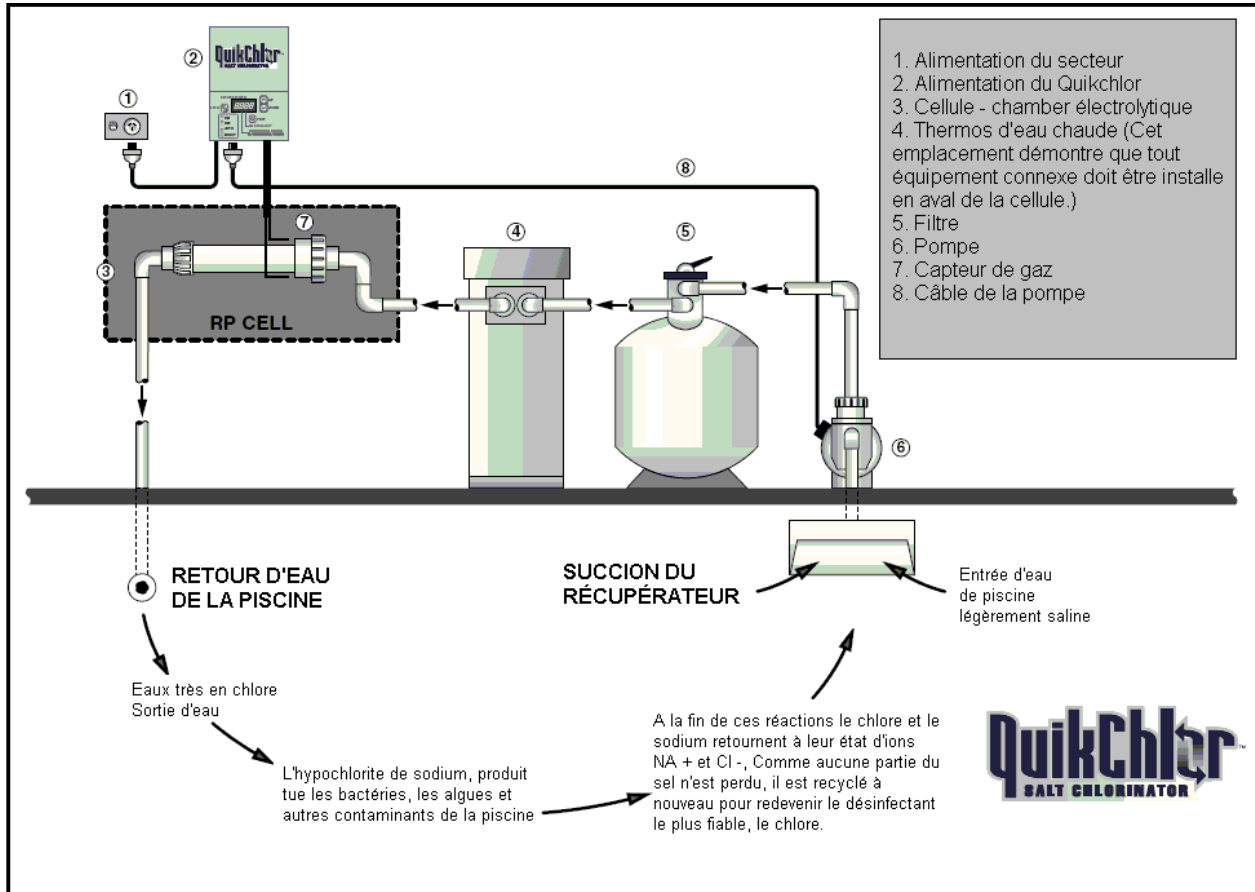 QuikChlor
SALT CHLORINATOR
1
2
3
4
5
6
7
8
RP CELL
1. Alimentation du secteur
2. Alimentation du Quikchlor
3. Cellule - chamber électrolytique
4. Thermos d'eau chaude (Cet
emplacement démontre que tout
équipement connexe doit être installe
en aval de la cellule.)
5. Filtre
6. Pompe
7. Capteur de gaz
8. Câble de la pompe
RETOUR D'EAU
DE LA PISCINE
SUCCION DU
RÉCUPÉRATEUR
Entrée d'eau
de piscine
légèrement saline
Eaux très en chlore
Sortie d'eau
L'hypochlorite de sodium, produit
tue les bactéries, les algues et
autres contaminants de la piscine
A la fin de ces réactions le chlore et le
sodium retournent à leur état d'ions
NA + et Cl -, Comme aucune partie du
sel n'est perdu, il est recyclé à
nouveau pour redevenir le désinfectant
le plus fiable, le chlore.
QuikChlor™
SALT CHLORINATOR